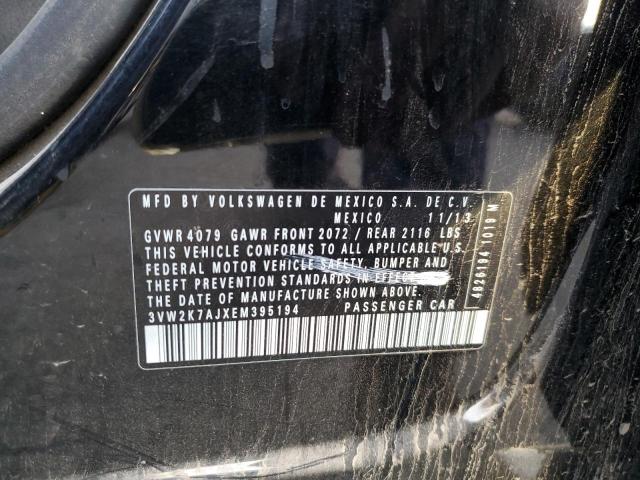 MFD BY VOLKSWAGEN DE MEXICO S.A. DE C.V.
MEXICO 11/13
GVWR 4079 GAWR FRONT 2072 / REAR 2116 LBS
THIS VEHICLE CONFORMS TO ALL APPLICABLE U.S.
FEDERAL MOTOR VEHICLE SAFETY, BUMPER AND
THEFT PREVENTION STANDARDS IN EFFECT
THE DATE OF MANUFACTURE SHOWN ABOVE.
3VW2K7AJXEM395194 PASSENGER CAR
4826194 1019 M